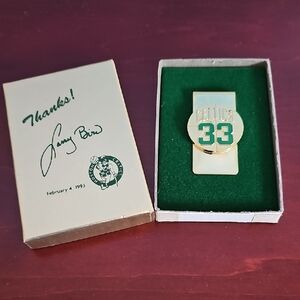 Thanks!
Larry Bird
February 4, 1993
CELTICS
33